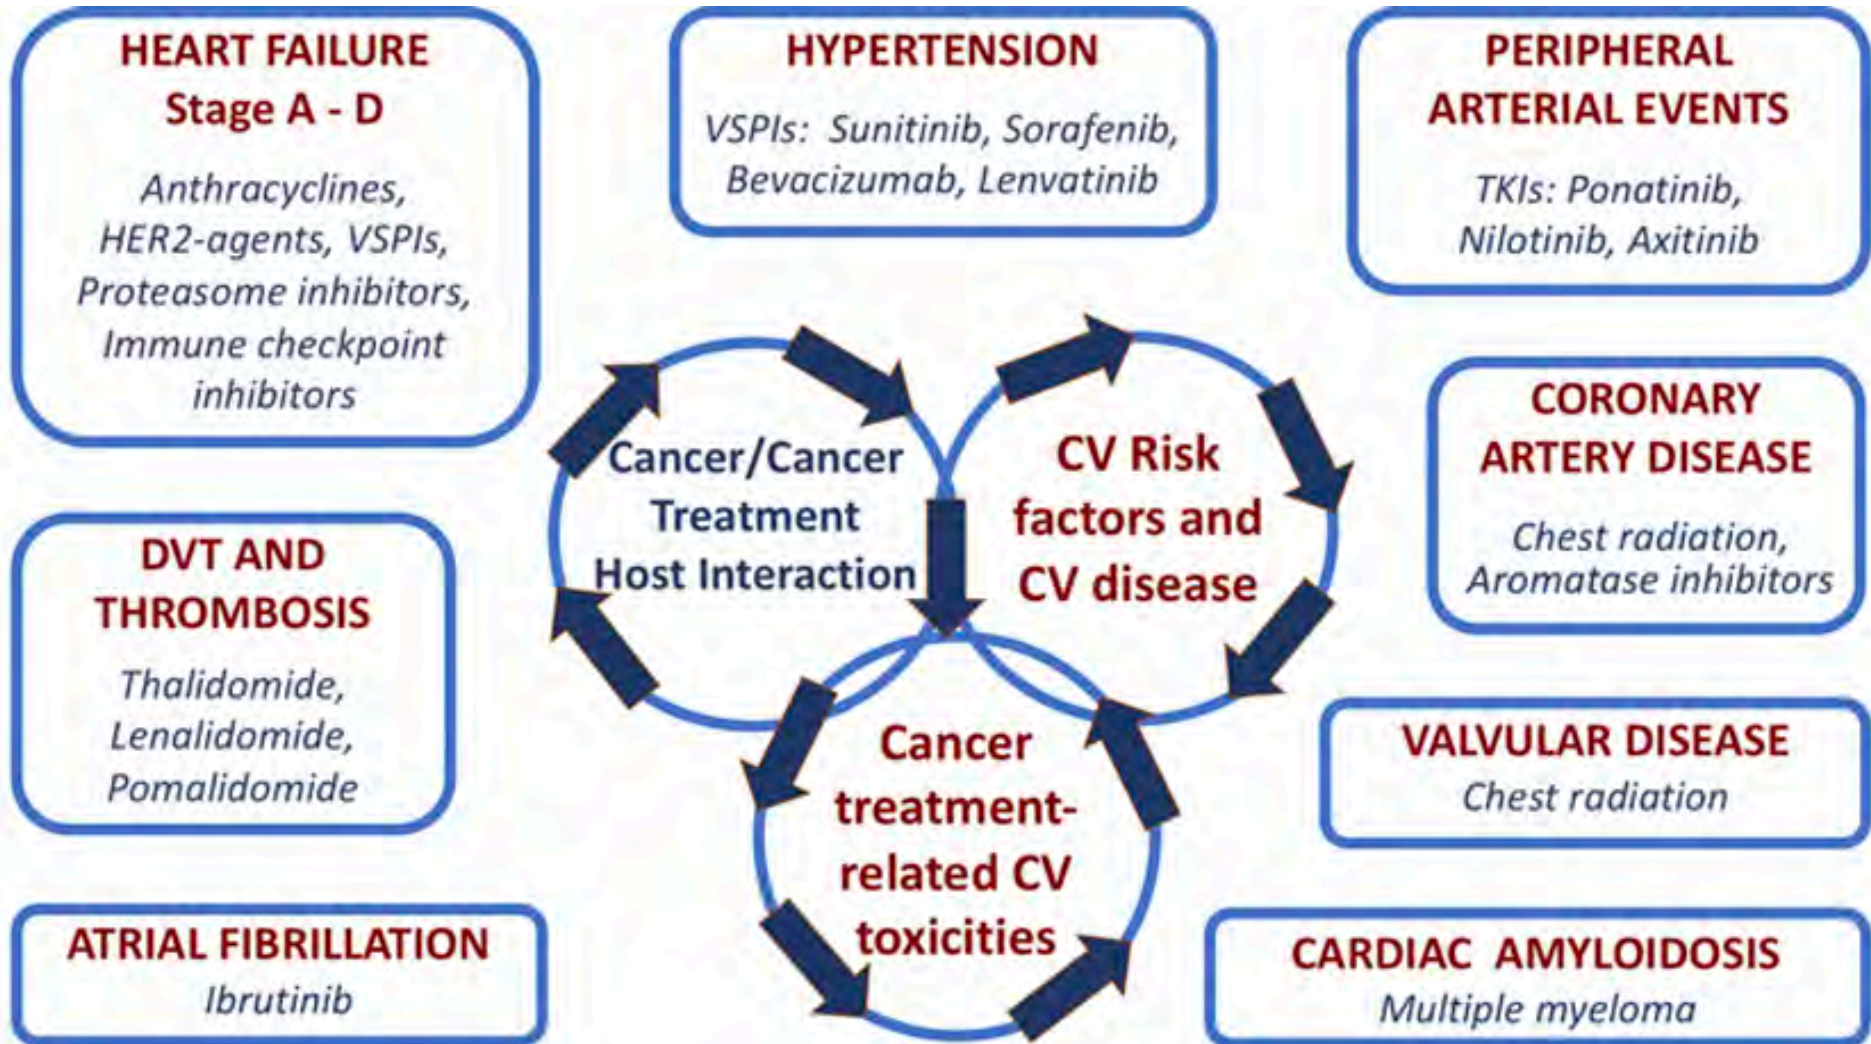 HEART FAILURE
Stage A - D
Anthracyclines,
HER2-agents, VSPIs,
Proteasome inhibitors,
Immune checkpoint
inhibitors
HYPERTENSION
VSPIs: Sunitinib, Sorafenib,
Bevacizumab, Lenvatinib
PERIPHERAL
ARTERIAL EVENTS
TKIs: Ponatinib,
Nilotinib, Axitinib
Cancer/Cancer
Treatment
Host Interaction
CV Risk
factors and
CV disease
CORONARY
ARTERY DISEASE
Chest radiation,
Aromatase inhibitors
DVT AND
THROMBOSIS
Thalidomide,
Lenalidomide,
Pomalidomide
Cancer
treatment-
related CV
toxicities
VALVULAR DISEASE
Chest radiation
ATRIAL FIBRILLATION
Ibrutinib
CARDIAC AMYLOIDOSIS
Multiple myeloma